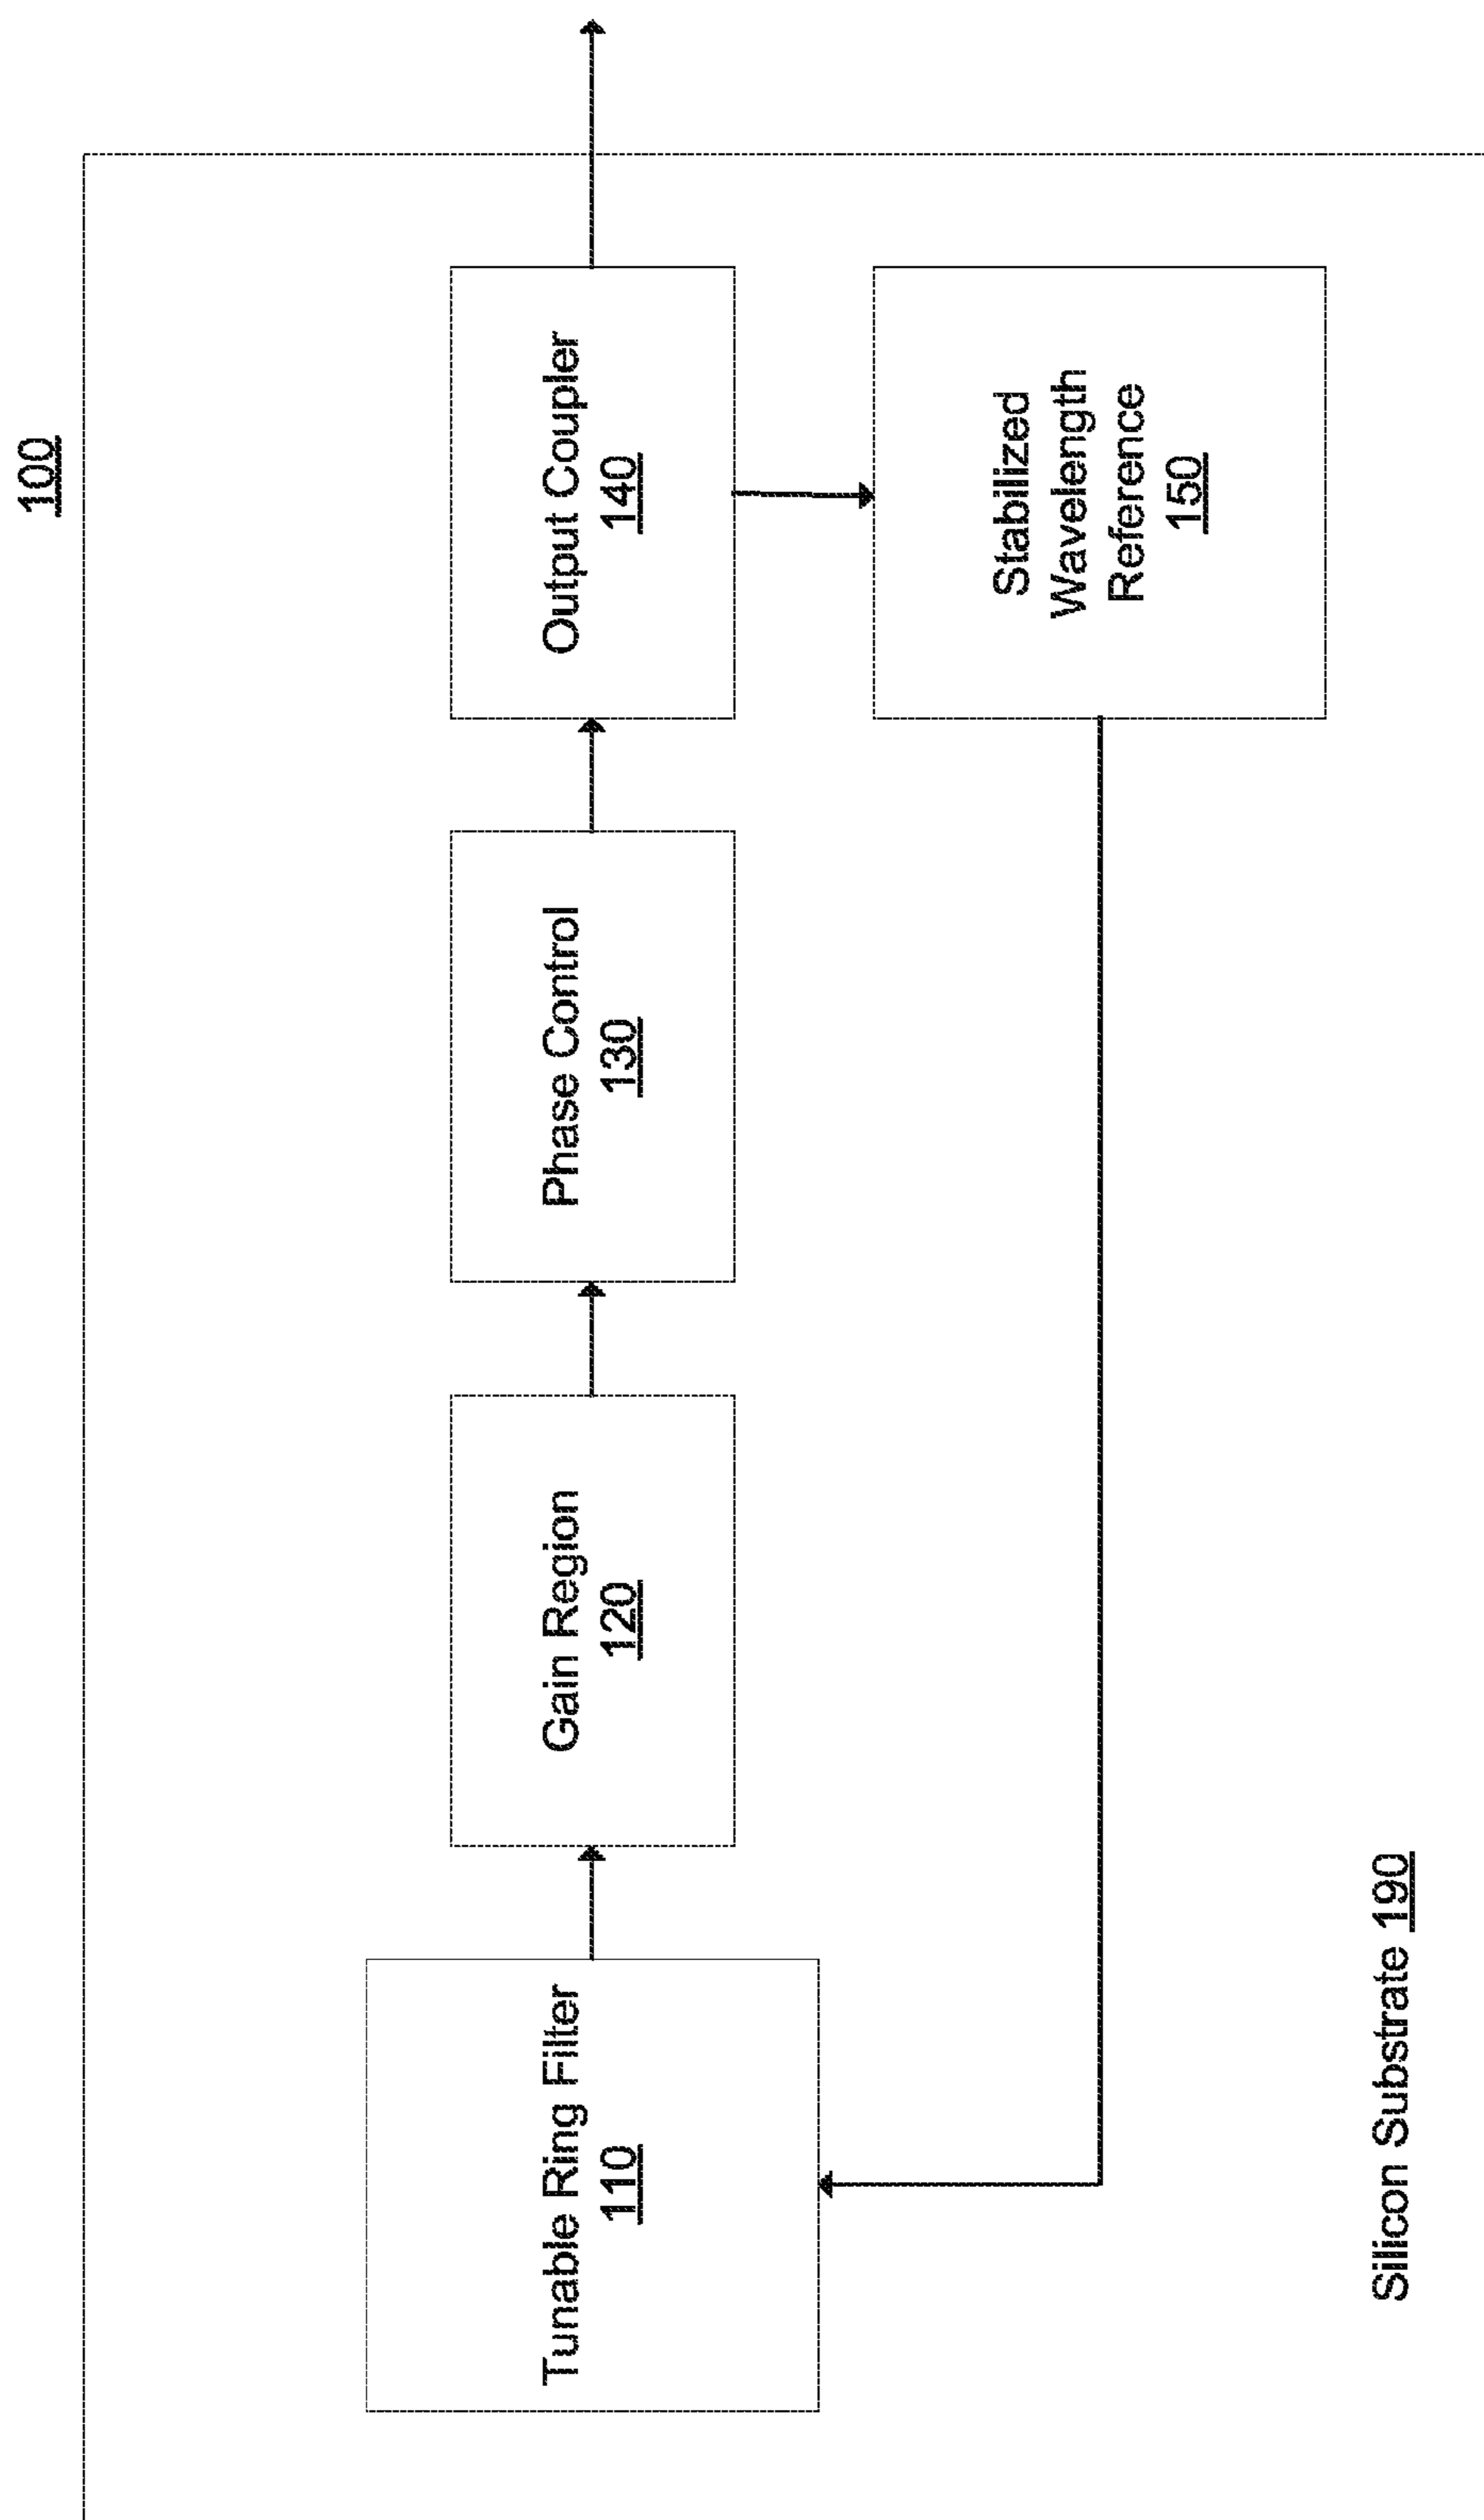 100
Tunable Ring Filter
110
Gain Region
120
Phase Control
130
Output Coupler
140
Stabilized
Wavelength
Reference
150
Silicon Substrate 190